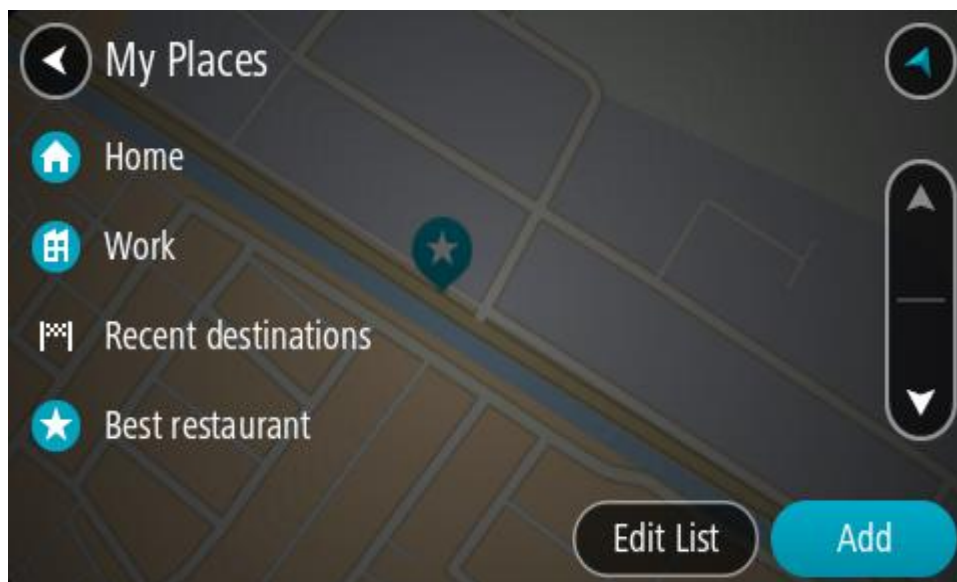 My Places
Home
Work
Recent destinations
Best restaurant
Edit List
Add